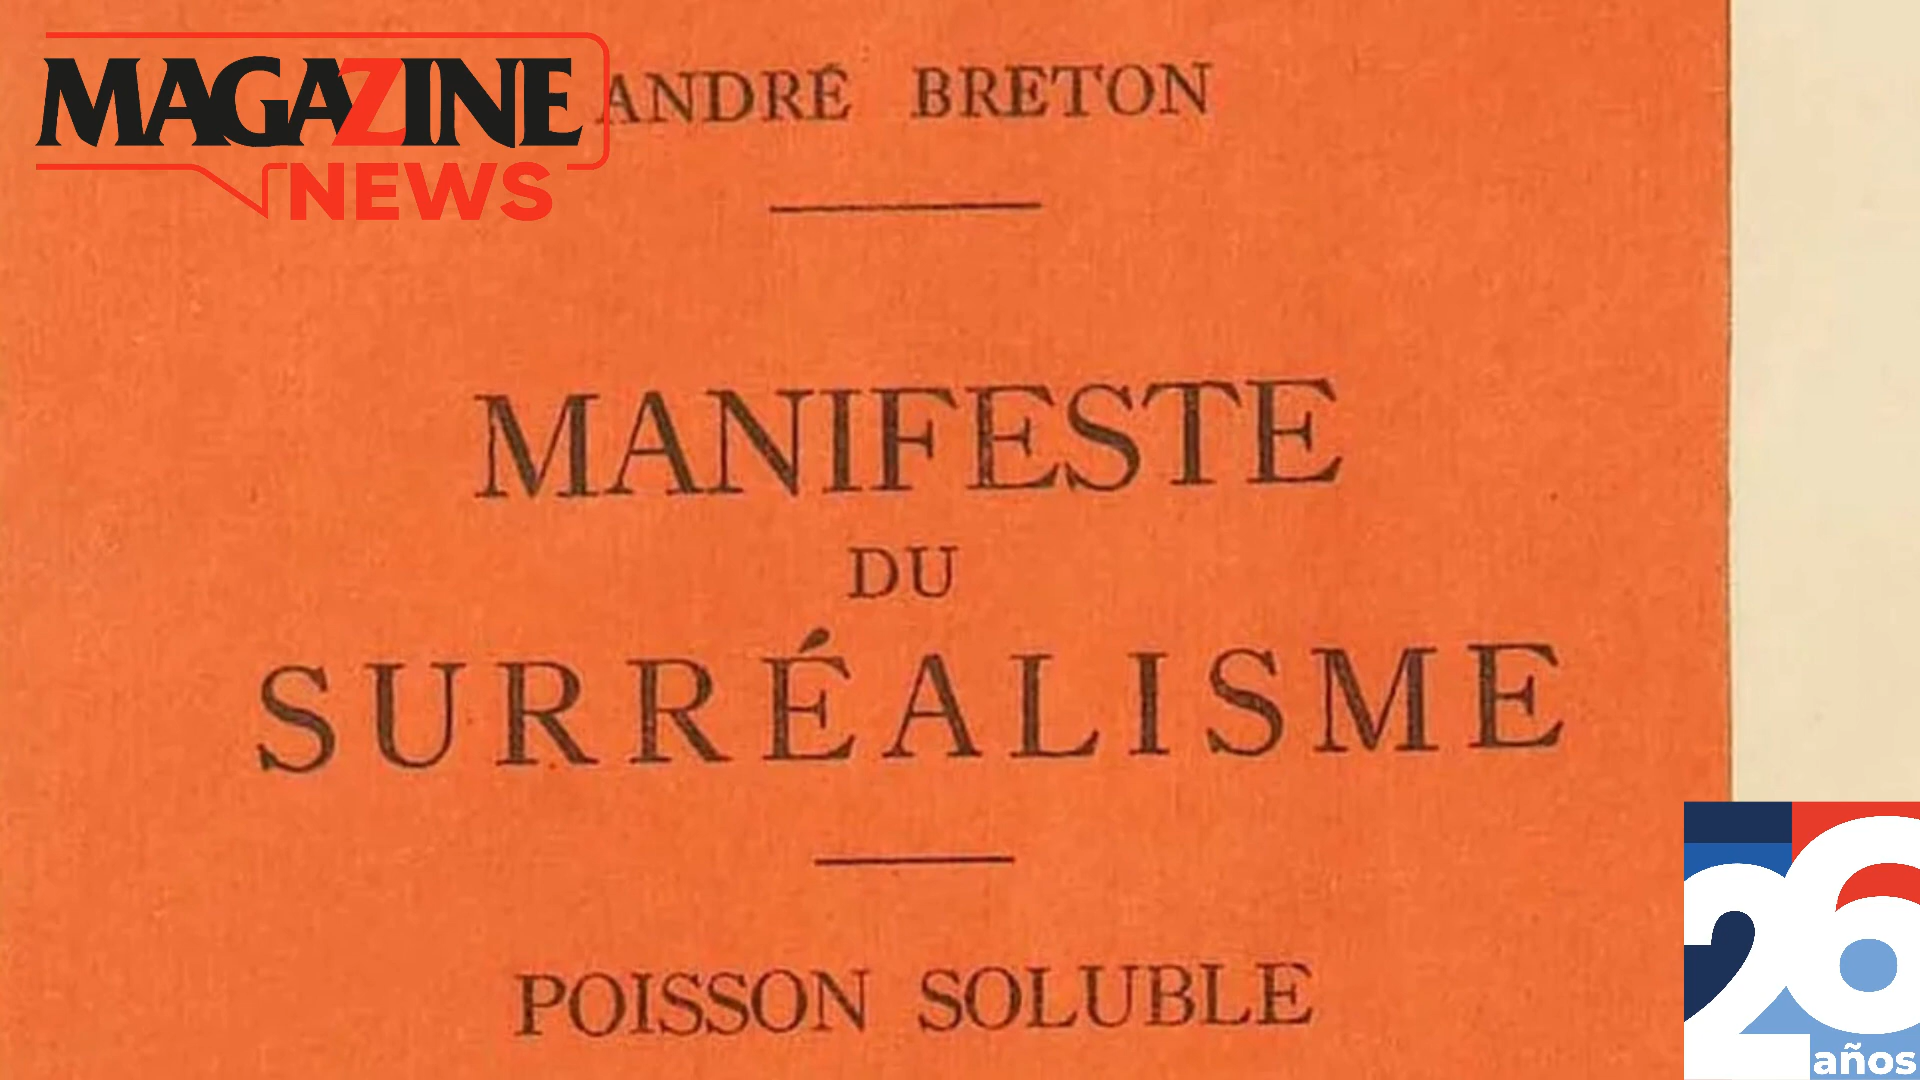 MAGAZINE
NEWS
ANDRÉ BRETON
MANIFESTE
DU
SURRÉALISME
POISSON SOLUBLE
26
años